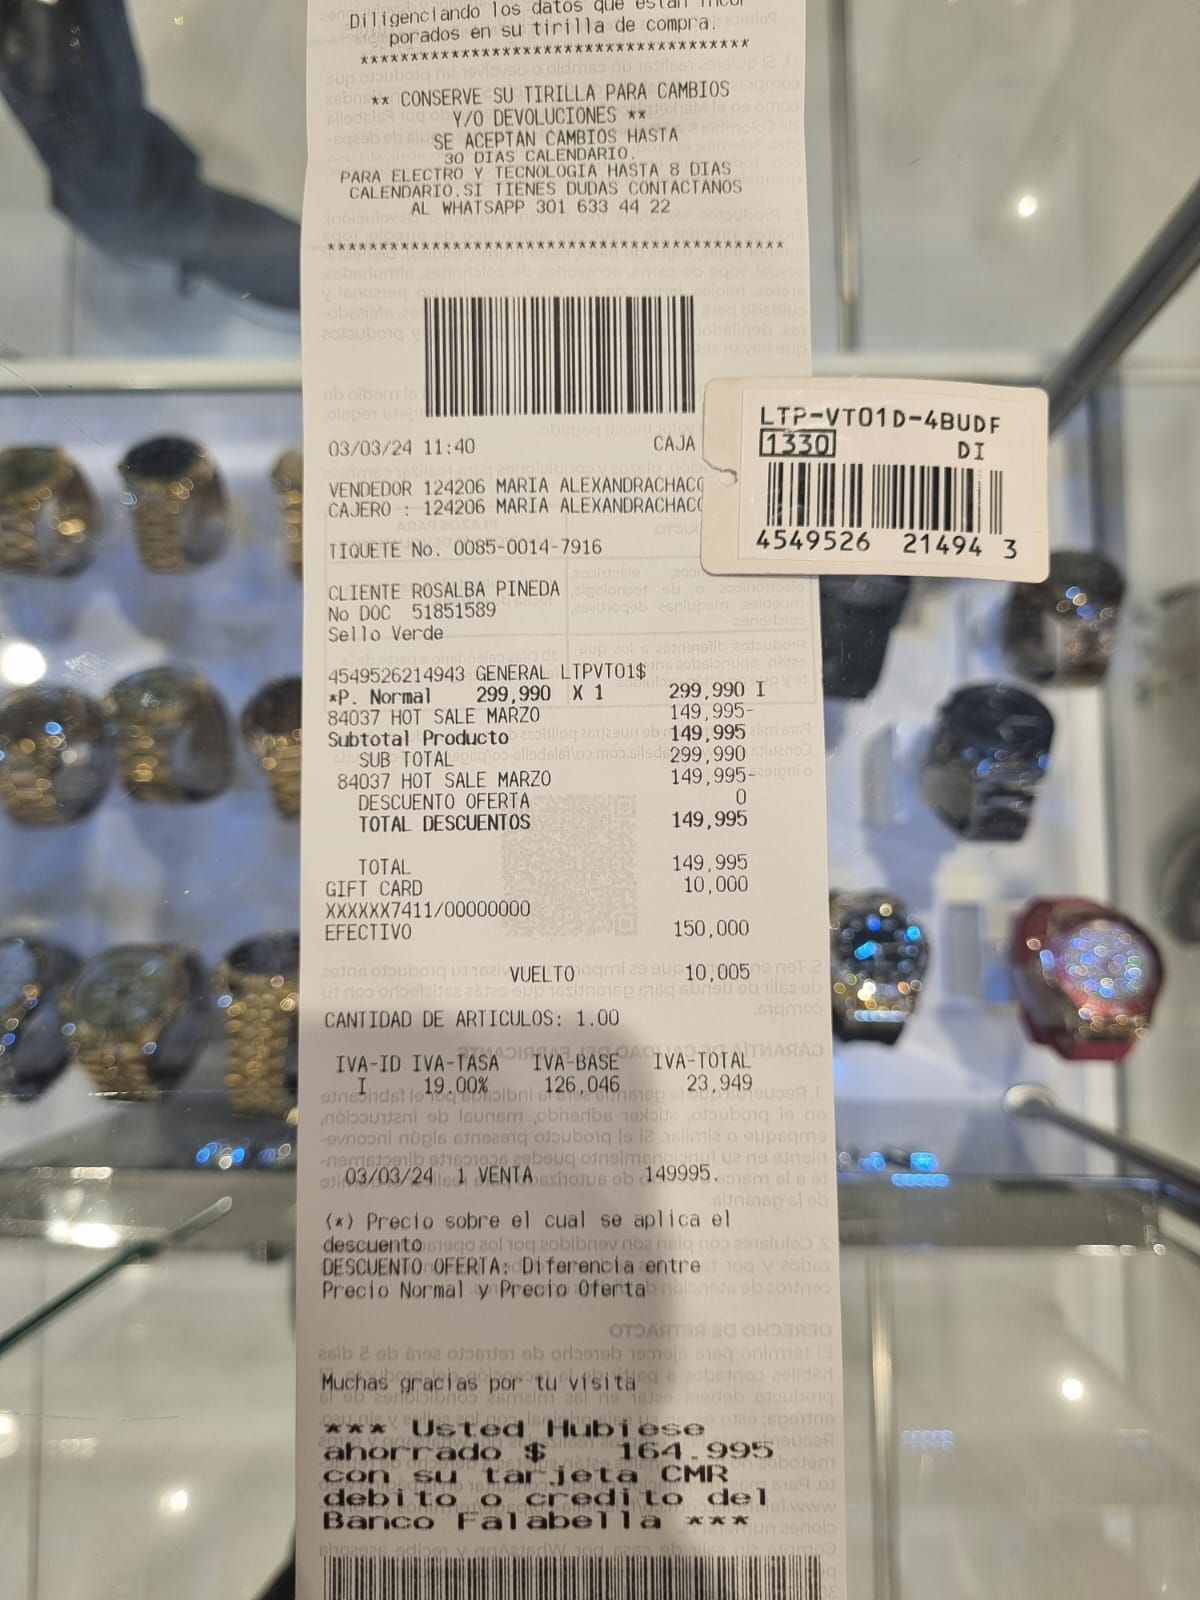 Diligenciando los datos que están incor
porados en su tirilla de compra.
****************************************
** CONSERVE SU TIRILLA PARA CAMBIOS
Y/O DEVOLUCIONES **
SE ACEPTAN CAMBIOS HASTA
30 DIAS CALENDARIO.
PARA ELECTRO Y TECNOLOGIA HASTA 8 DIAS
CALENDARIO.SI TIENES DUDAS CONTACTANOS
AL WHATSAPP 301 633 44 22
****************************************
03/03/24 11:40 CAJA
VENDEDOR 124206 MARIA ALEXANDRACHACO
CAJERO : 124206 MARIA ALEXANDRACHACO
TIQUETE No. 0085-0014-7916
CLIENTE ROSALBA PINEDA
No DOC 51851589
Sello Verde
4549526214943 GENERAL LTPVT01$
*P. Normal 299,990 X 1 299,990 I
84037 HOT SALE MARZO 149,995-
Subtotal Producto 149,995
SUB TOTAL 299,990
84037 HOT SALE MARZO 149,995-
DESCUENTO OFERTA 0
TOTAL DESCUENTOS 149,995
TOTAL 149,995
GIFT CARD 10,000
XXXXXX7411/00000000
EFECTIVO 150,000
VUELTO 10,005
CANTIDAD DE ARTICULOS: 1.00
IVA-ID IVA-TASA IVA-BASE IVA-TOTAL
I 19.00% 126,046 23,949
03/03/24 1 VENTA 149995.
(*) Precio sobre el cual se aplica el
descuento
DESCUENTO OFERTA: Diferencia entre
Precio Normal y Precio Oferta
Muchas gracias por tu visita
*** Usted Hubiese
ahorrado $ 164.995
con su tarjeta CMR
debito o credito del
Banco Falabella ***
LTP-VT01D-4BUDF
1330 DI
4549526 21494 3